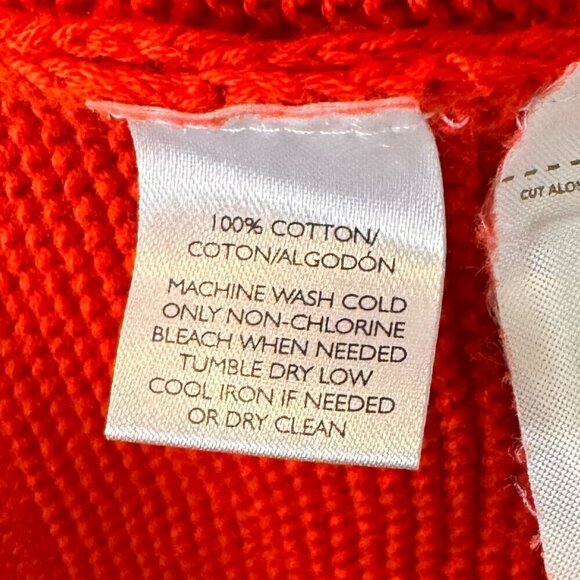 100% COTTON/
COTON/ALGODÓN
MACHINE WASH COLD
ONLY NON-CHLORINE
BLEACH WHEN NEEDED
TUMBLE DRY LOW
COOL IRON IF NEEDED
OR DRY CLEAN
CUT ALON